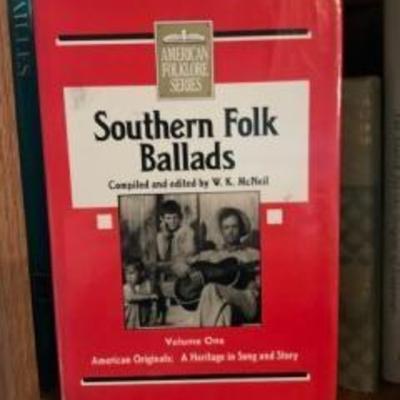 AMERICAN
FOLKLORE
SERIES
Southern Folk
Ballads
Compiled and edited by W. K. McNeil
Volume One
American Originals: A Heritage in Song and Story